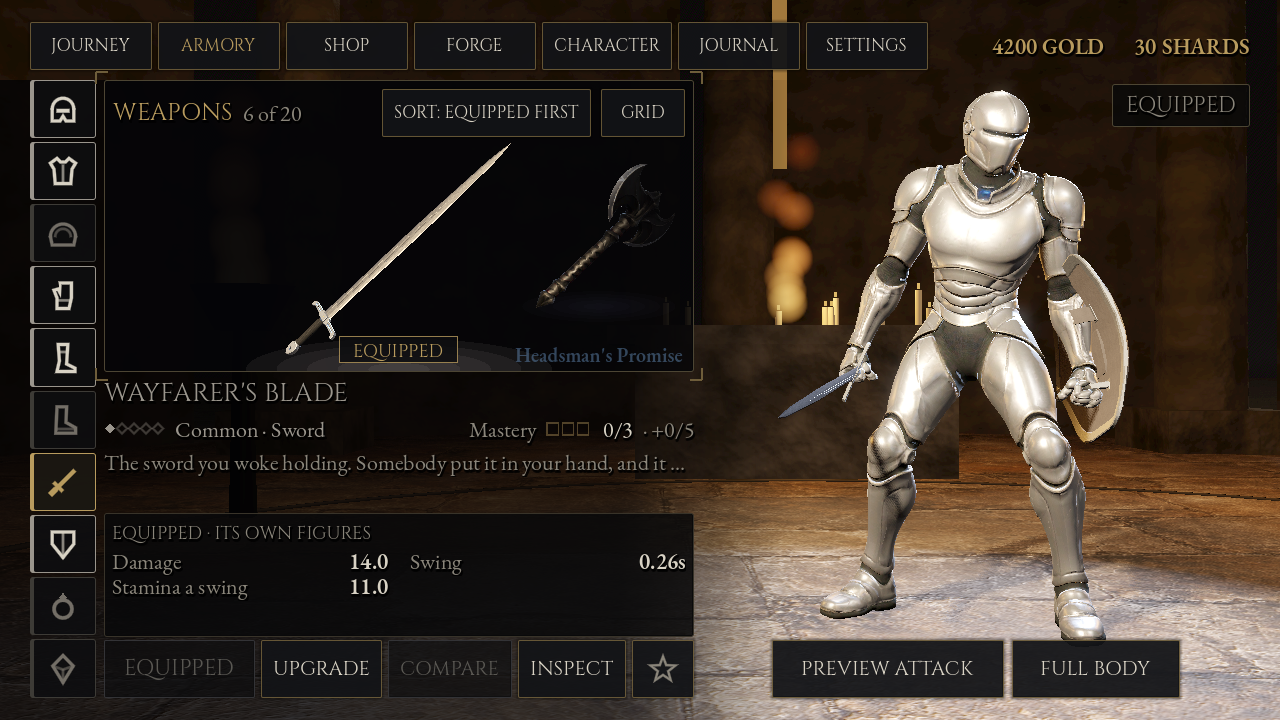 JOURNEY ARMORY SHOP FORGE CHARACTER JOURNAL SETTINGS 4200 GOLD 30 SHARDS
WEAPONS 6 of 20 SORT: EQUIPPED FIRST GRID
EQUIPPED
EQUIPPED
Headsman's Promise
WAYFARER'S BLADE
Common · Sword Mastery 0/3 · +0/5
The sword you woke holding. Somebody put it in your hand, and it ...
EQUIPPED · ITS OWN FIGURES
Damage 14.0 Swing 0.26s
Stamina a swing 11.0
EQUIPPED UPGRADE COMPARE INSPECT PREVIEW ATTACK FULL BODY